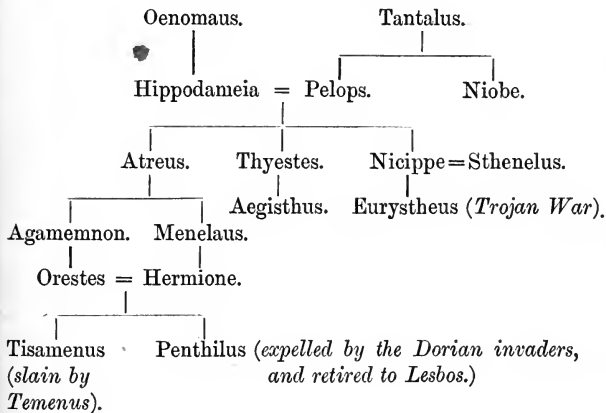 Oenomaus. Tantalus.
Hippodameia = Pelops. Niobe.
Atreus. Thyestes. Nicippe = Sthenelus.
Aegisthus. Eurystheus (Trojan War).
Agamemnon. Menelaus.
Orestes = Hermione.
Tisamenus Penthilus (expelled by the Dorian invaders,
(slain by and retired to Lesbos.)
Temenus).